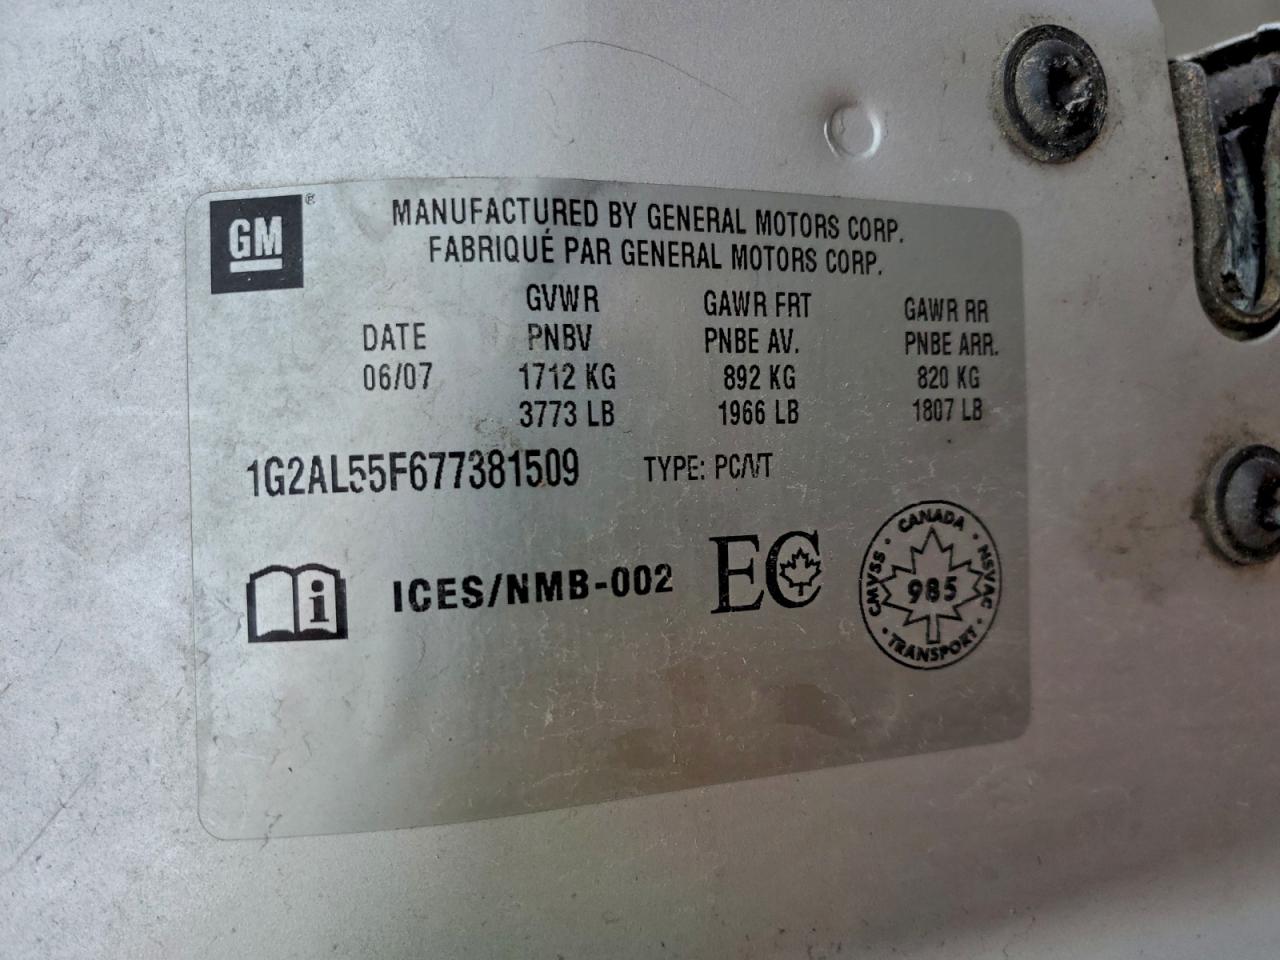 GM ®
MANUFACTURED BY GENERAL MOTORS CORP.
FABRIQUÉ PAR GENERAL MOTORS CORP.
GVWR GAWR FRT GAWR RR
DATE PNBV PNBE AV. PNBE ARR.
06/07 1712 KG 892 KG 820 KG
3773 LB 1966 LB 1807 LB
1G2AL55F677381509 TYPE: PC/VT
i ICES/NMB-002 EC
CANADA
CMVSS 985 NSVAC
TRANSPORT